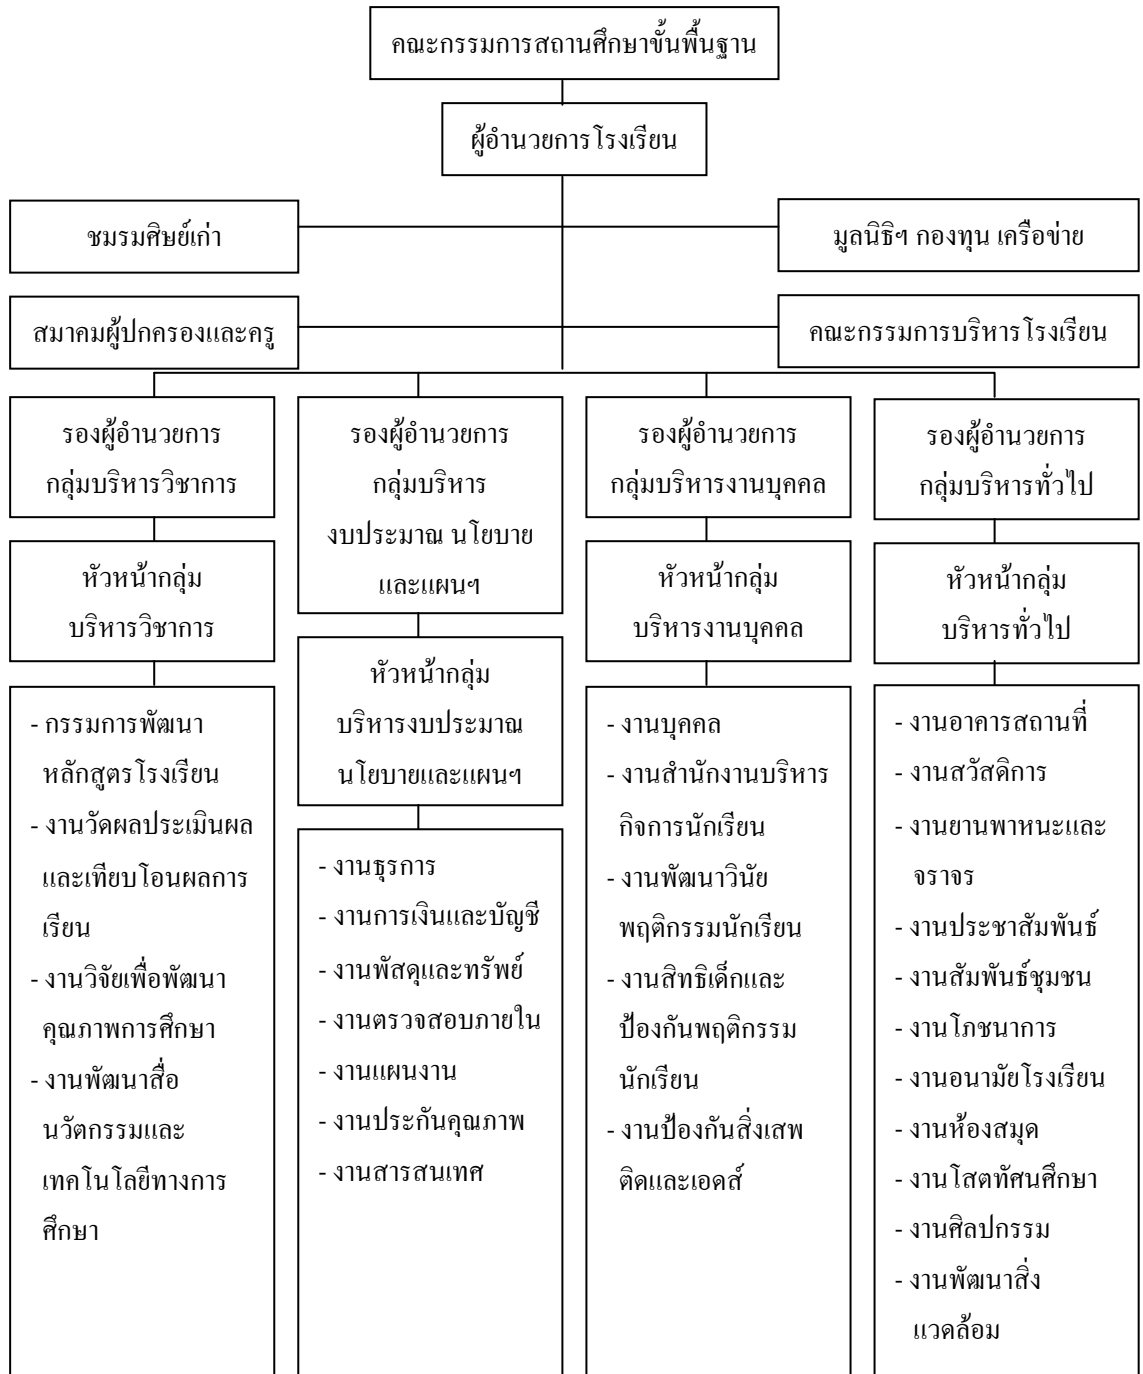 คณะกรรมการสถานศึกษาขั้นพื้นฐาน
ผู้อำนวยการโรงเรียน
ชมรมศิษย์เก่า
มูลนิธิฯ กองทุน เครือข่าย
สมาคมผู้ปกครองและครู
คณะกรรมการบริหารโรงเรียน
รองผู้อำนวยการ
กลุ่มบริหารวิชาการ
หัวหน้ากลุ่ม
บริหารวิชาการ
- กรรมการพัฒนา
หลักสูตรโรงเรียน
- งานวัดผลประเมินผล
และเทียบโอนผลการ
เรียน
- งานวิจัยเพื่อพัฒนา
คุณภาพการศึกษา
- งานพัฒนาสื่อ
นวัตกรรมและ
เทคโนโลยีทางการ
ศึกษา
รองผู้อำนวยการ
กลุ่มบริหาร
งบประมาณ นโยบาย
และแผนฯ
หัวหน้ากลุ่ม
บริหารงบประมาณ
นโยบายและแผนฯ
- งานธุรการ
- งานการเงินและบัญชี
- งานพัสดุและทรัพย์
- งานตรวจสอบภายใน
- งานแผนงาน
- งานประกันคุณภาพ
- งานสารสนเทศ
รองผู้อำนวยการ
กลุ่มบริหารงานบุคคล
หัวหน้ากลุ่ม
บริหารงานบุคคล
- งานบุคคล
- งานสำนักงานบริหาร
กิจการนักเรียน
- งานพัฒนาวินัย
พฤติกรรมนักเรียน
- งานสิทธิเด็กและ
ป้องกันพฤติกรรม
นักเรียน
- งานป้องกันสิ่งเสพ
ติดและเอดส์
รองผู้อำนวยการ
กลุ่มบริหารทั่วไป
หัวหน้ากลุ่ม
บริหารทั่วไป
- งานอาคารสถานที่
- งานสวัสดิการ
- งานยานพาหนะและ
จราจร
- งานประชาสัมพันธ์
- งานสัมพันธ์ชุมชน
- งานโภชนาการ
- งานอนามัยโรงเรียน
- งานห้องสมุด
- งานโสตทัศนศึกษา
- งานศิลปกรรม
- งานพัฒนาสิ่ง
แวดล้อม